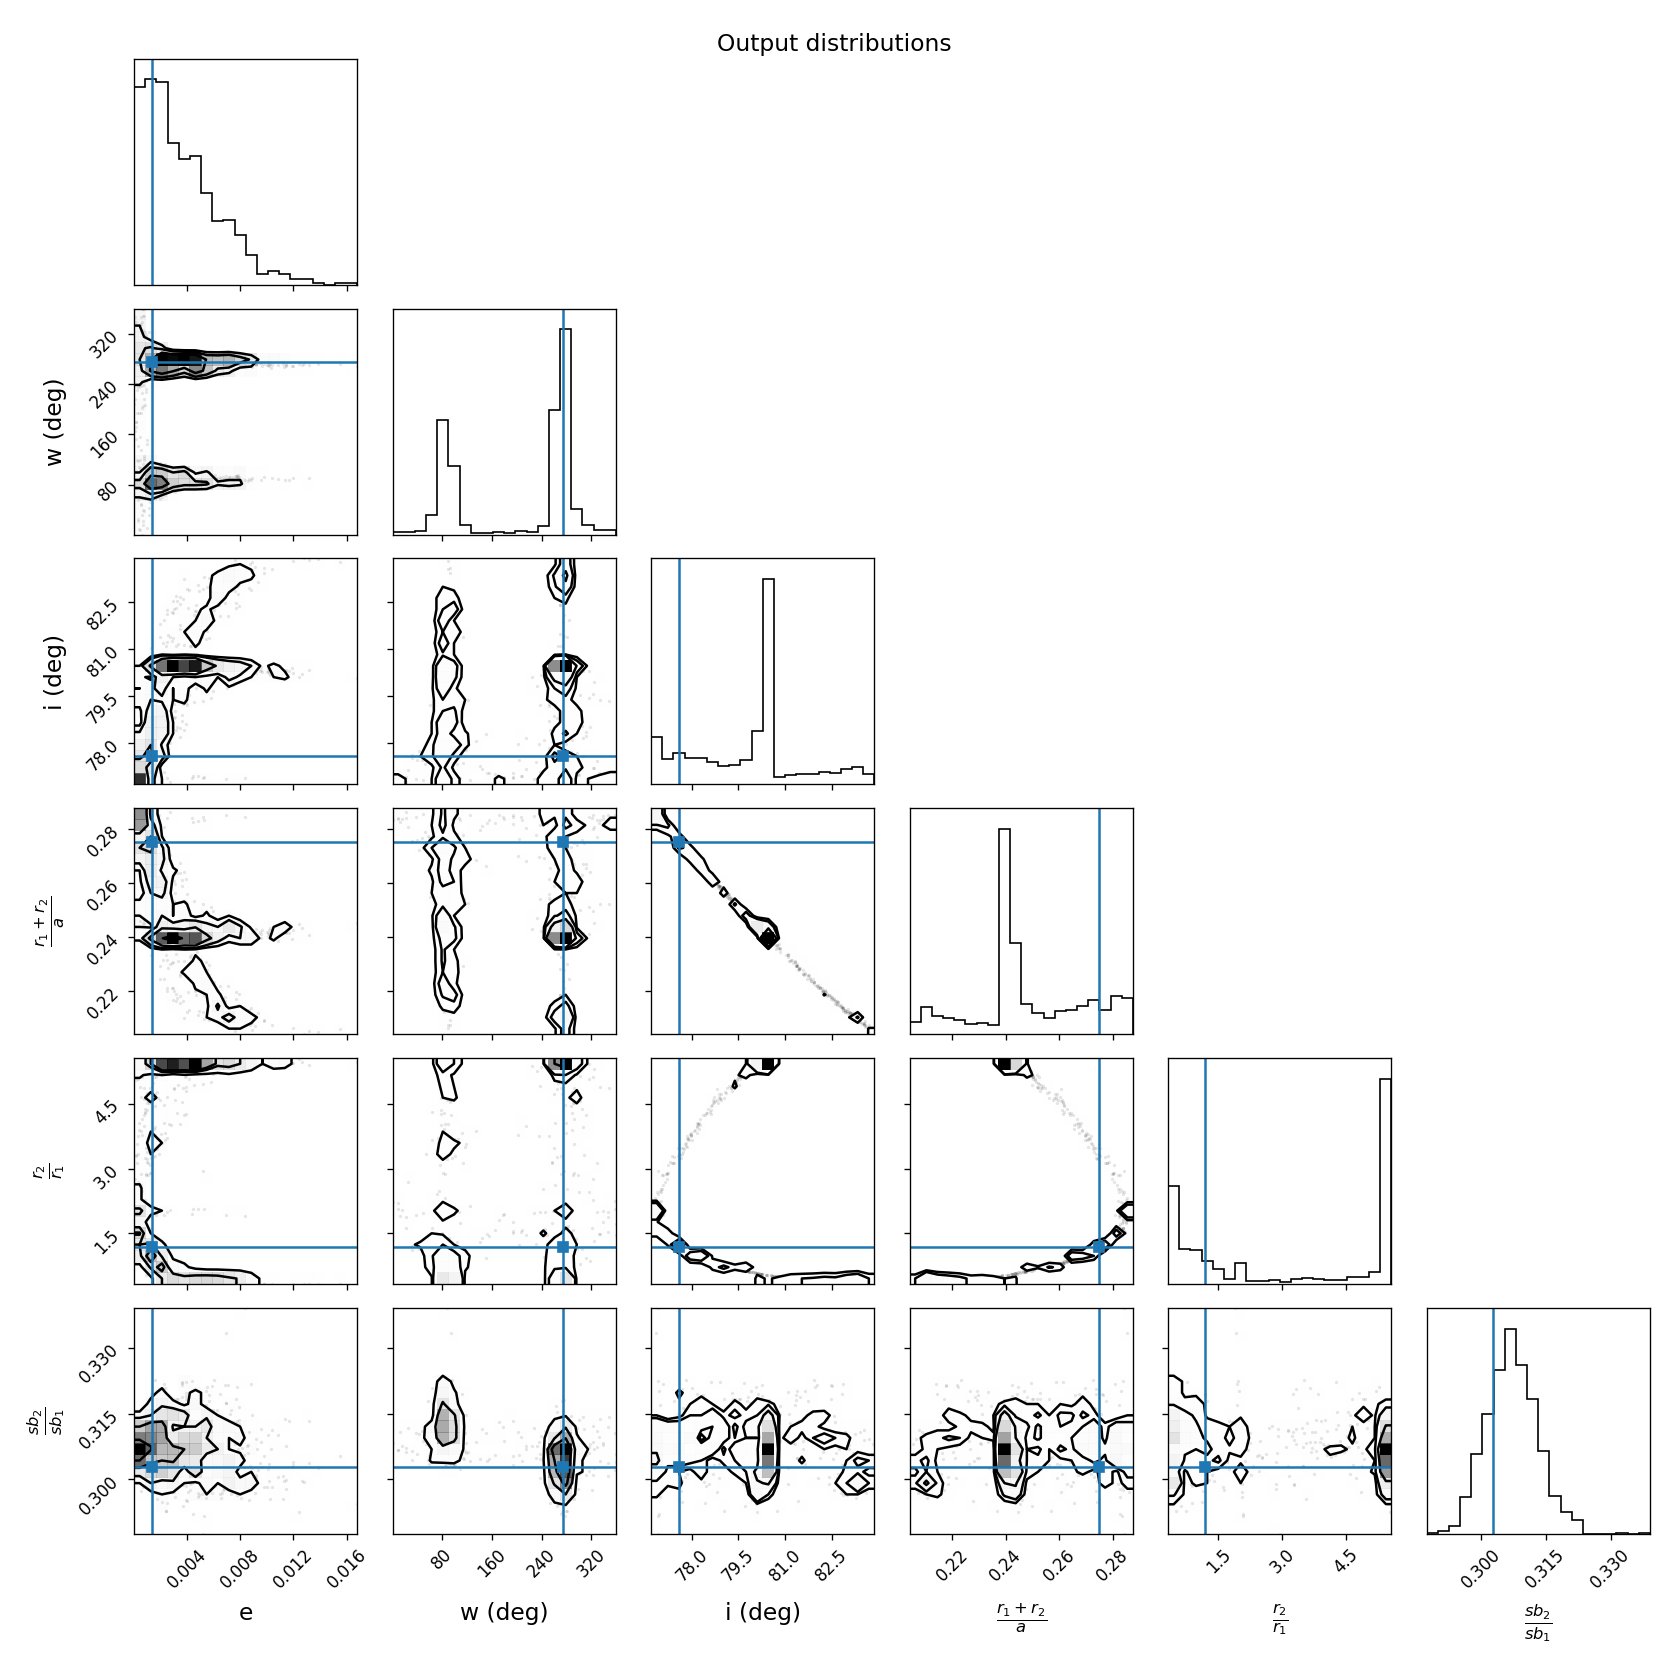 Output distributions
w (deg)
320
240
160
80
i (deg)
82.5
81.0
79.5
78.0
r1 + r2
a
0.28
0.26
0.24
0.22
r2
r1
4.5
3.0
1.5
sb2
sb1
0.330
0.315
0.300
0.004 0.008 0.012 0.016 80 160 240 320 78.0 79.5 81.0 82.5 0.22 0.24 0.26 0.28 1.5 3.0 4.5 0.300 0.315 0.330
e w (deg) i (deg) r1 + r2 / a r2 / r1 sb2 / sb1